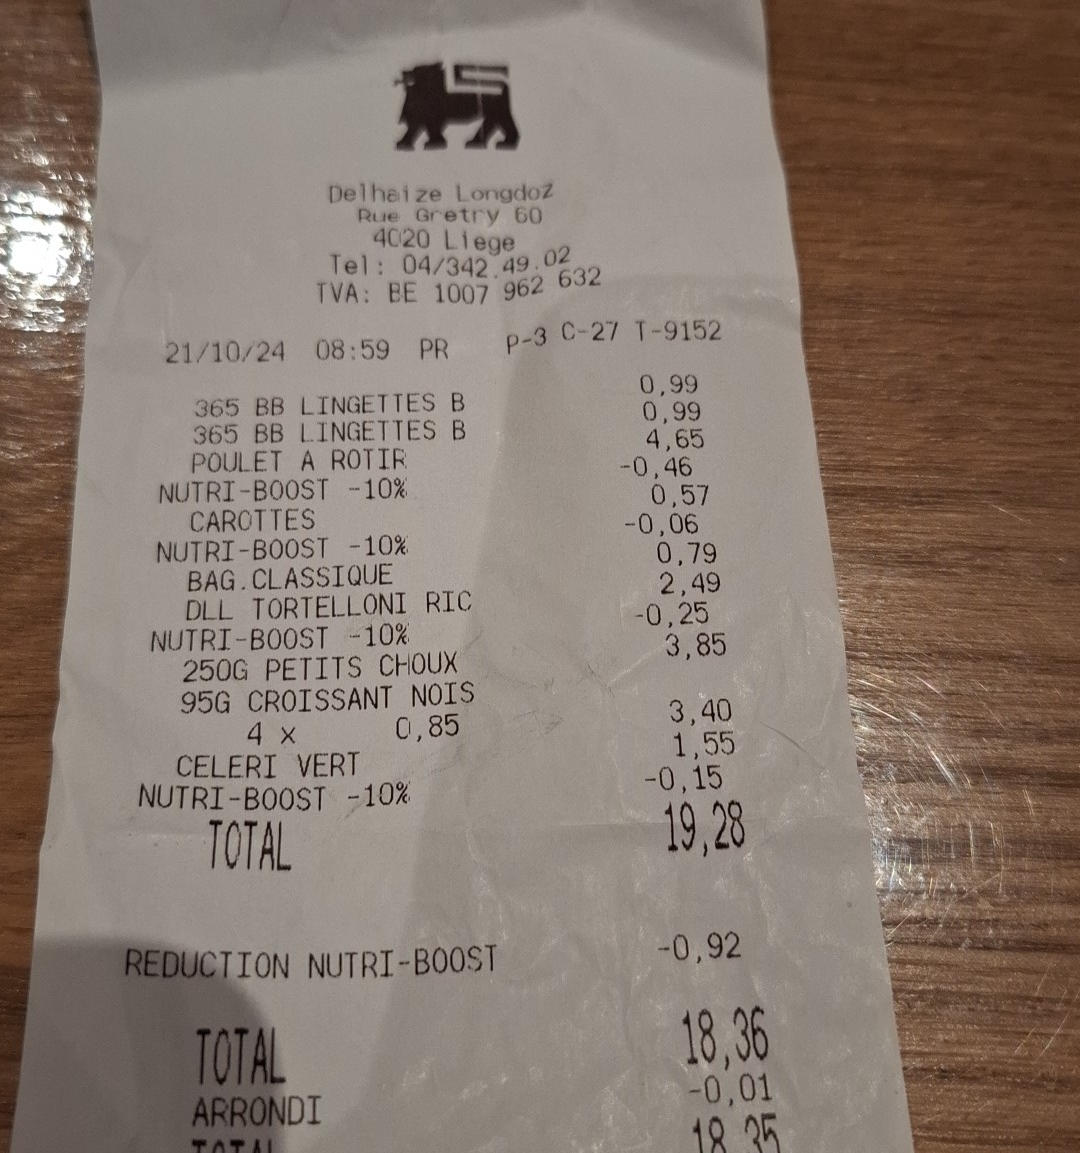 Delhaize Longdoz
Rue Gretry 60
4020 Liege
Tel: 04/342.49.02
TVA: BE 1007 962 632
21/10/24 08:59 PR P-3 C-27 T-9152
365 BB LINGETTES B 0,99
365 BB LINGETTES B 0,99
POULET A ROTIR 4,65
NUTRI-BOOST -10% -0,46
CAROTTES 0,57
NUTRI-BOOST -10% -0,06
BAG.CLASSIQUE 0,79
DLL TORTELLONI RIC 2,49
NUTRI-BOOST -10% -0,25
250G PETITS CHOUX 3,85
95G CROISSANT NOIS
4 x 0,85 3,40
CELERI VERT 1,55
NUTRI-BOOST -10% -0,15
TOTAL 19,28
REDUCTION NUTRI-BOOST -0,92
TOTAL 18,36
ARRONDI -0,01
TOTAL 18,35